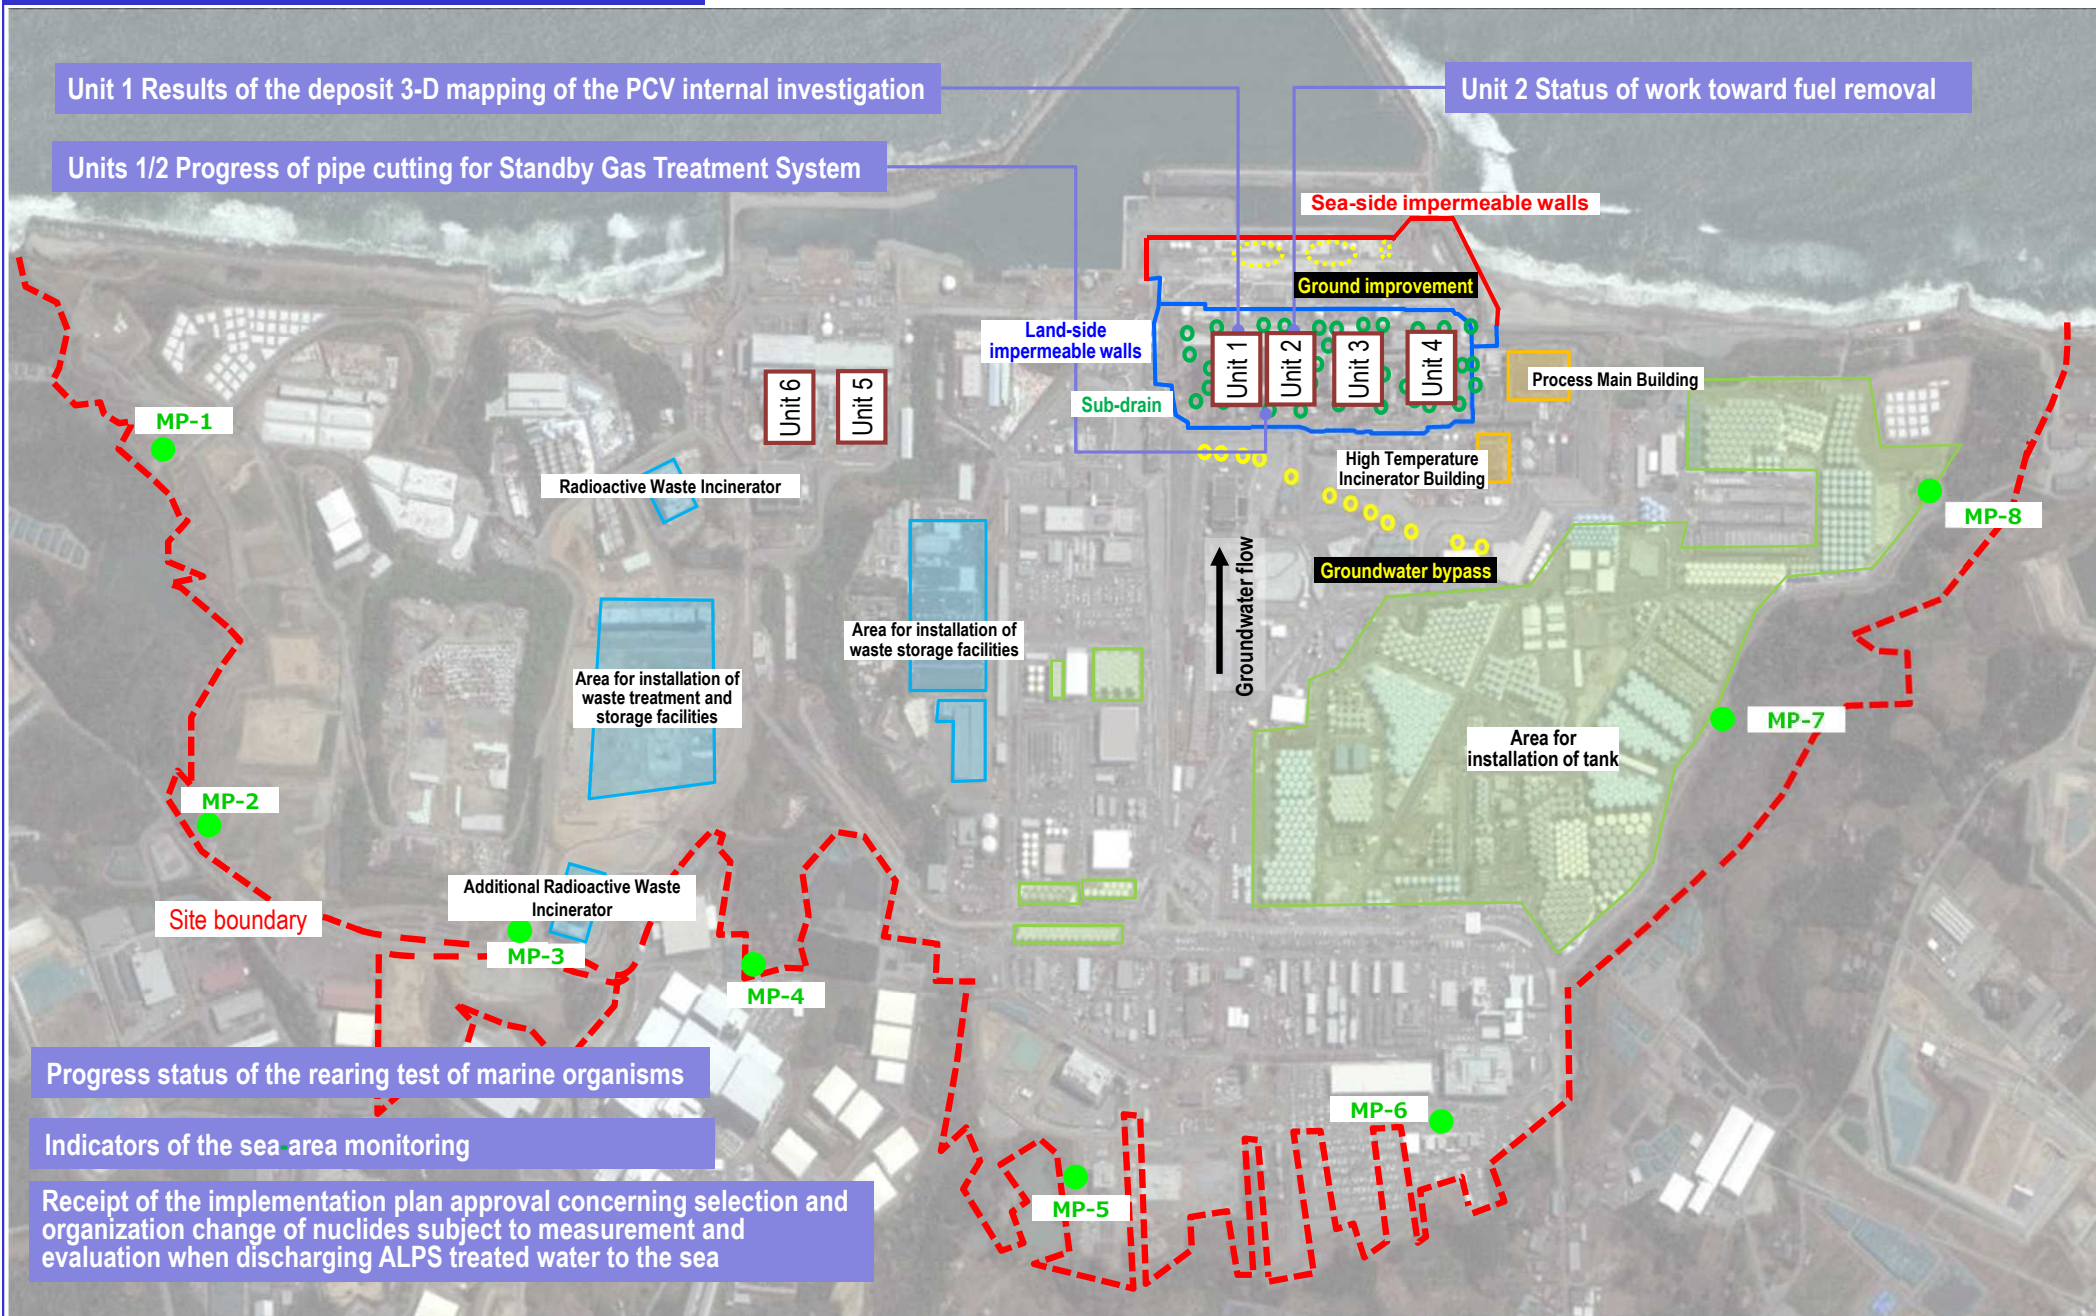 Unit 1 Results of the deposit 3-D mapping of the PCV internal investigation
Unit 2 Status of work toward fuel removal
Units 1/2 Progress of pipe cutting for Standby Gas Treatment System
Sea-side impermeable walls
Ground improvement
Land-side
impermeable walls
Unit 1
Unit 2
Unit 3
Unit 4
Unit 6
Unit 5
Process Main Building
Sub-drain
MP-1
High Temperature
Incinerator Building
Radioactive Waste Incinerator
MP-8
Groundwater bypass
Groundwater flow
Area for installation of
waste storage facilities
Area for installation of
waste treatment and
storage facilities
MP-7
Area for
installation of tank
MP-2
Additional Radioactive Waste
Incinerator
Site boundary
MP-3
MP-4
Progress status of the rearing test of marine organisms
MP-6
Indicators of the sea-area monitoring
MP-5
Receipt of the implementation plan approval concerning selection and
organization change of nuclides subject to measurement and
evaluation when discharging ALPS treated water to the sea